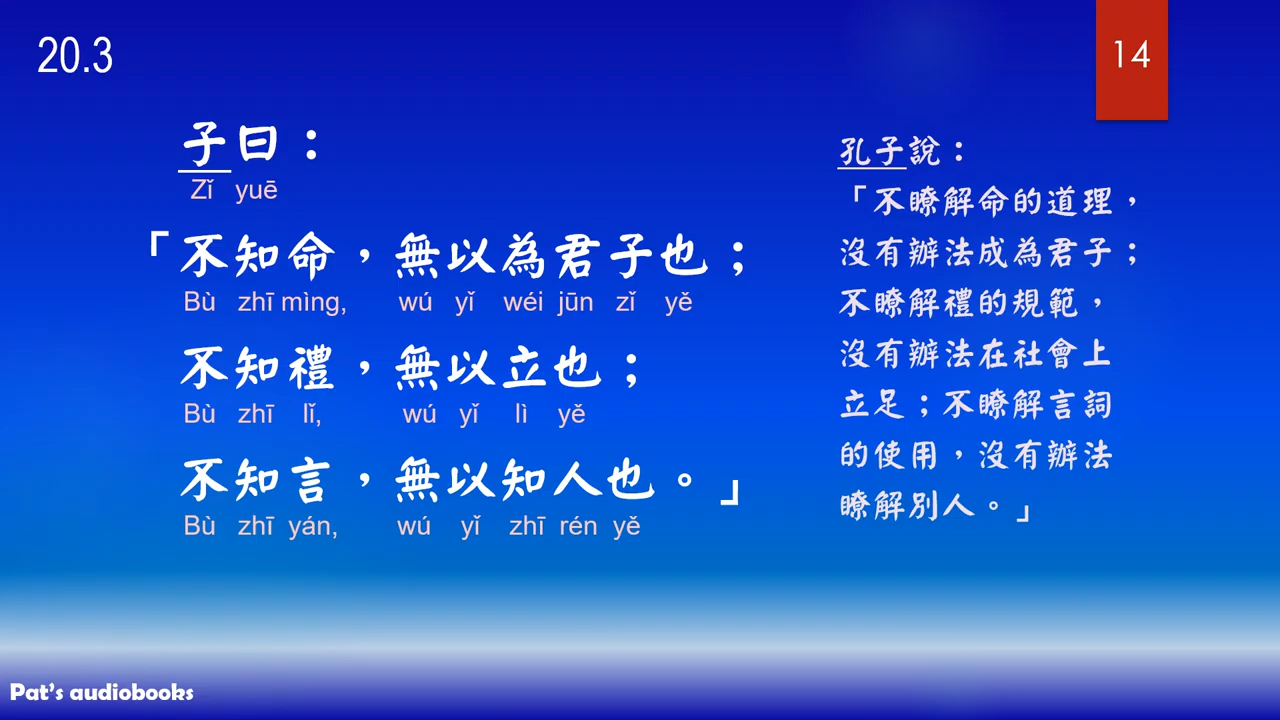 20.3
14
子曰：
Zǐ yuē
「不知命，無以為君子也；
Bù zhī mìng, wú yǐ wéi jūn zǐ yě
不知禮，無以立也；
Bù zhī lǐ, wú yǐ lì yě
不知言，無以知人也。」
Bù zhī yán, wú yǐ zhī rén yě
孔子說：
「不瞭解命的道理，
沒有辦法成為君子；
不瞭解禮的規範，
沒有辦法在社會上
立足；不瞭解言詞
的使用，沒有辦法
瞭解別人。」
Pat's audiobooks